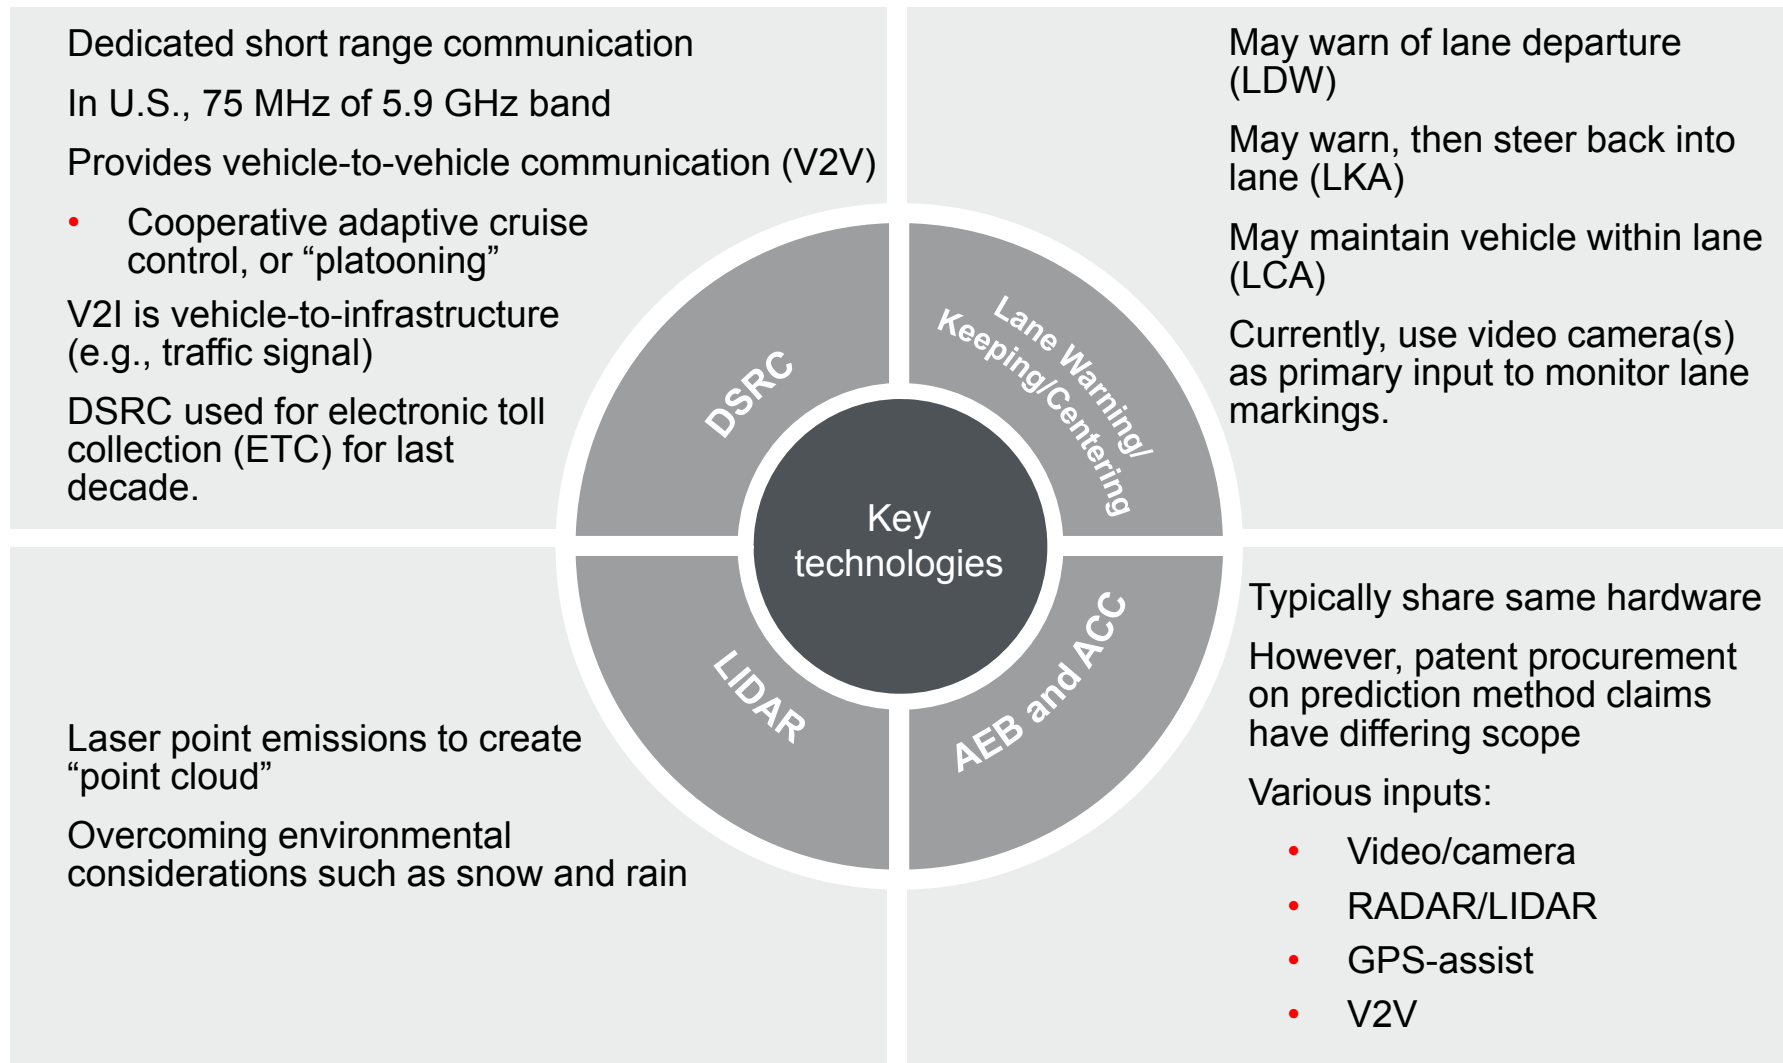 Dedicated short range communication
In U.S., 75 MHz of 5.9 GHz band
Provides vehicle-to-vehicle communication (V2V)
• Cooperative adaptive cruise
control, or “platooning”
V2I is vehicle-to-infrastructure
(e.g., traffic signal)
DSRC used for electronic toll
collection (ETC) for last
decade.
May warn of lane departure
(LDW)
May warn, then steer back into
lane (LKA)
May maintain vehicle within lane
(LCA)
Currently, use video camera(s)
as primary input to monitor lane
markings.
DSRC
Lane Warning/
Keeping/Centering
Key
technologies
LIDAR
AEB and ACC
Laser point emissions to create
“point cloud”
Overcoming environmental
considerations such as snow and rain
Typically share same hardware
However, patent procurement
on prediction method claims
have differing scope
Various inputs:
• Video/camera
• RADAR/LIDAR
• GPS-assist
• V2V